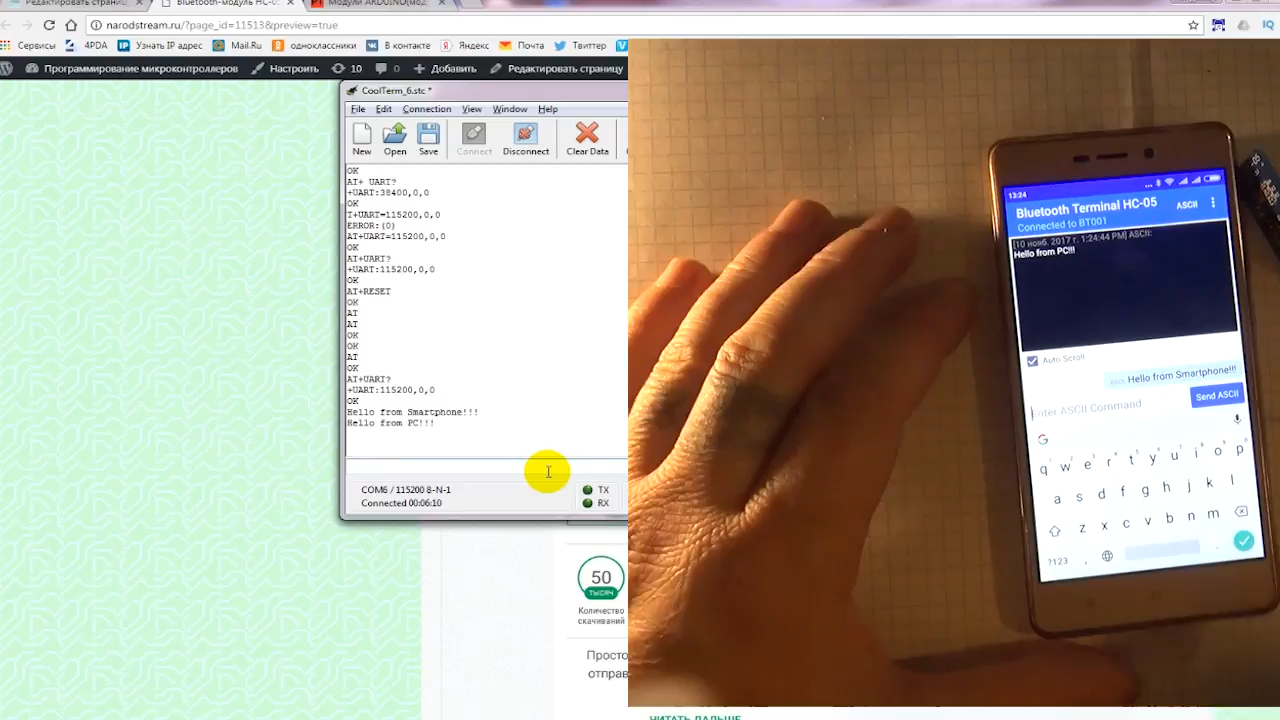 Редактировать страниц
Bluetooth-модуль HC-0
Модули ARDUINO(мод
narodstream.ru/?page_id=11513&preview=true
Сервисы
4PDA
Узнать IP адрес
Mail.Ru
одноклассники
В контакте
Яндекс
Почта
Твиттер
Программирование микроконтроллеров
Настроить
10
0
Добавить
Редактировать страницу
CoolTerm_6.stc *
File Edit Connection View Window Help
New Open Save Connect Disconnect Clear Data
OK
AT+ UART?
+UART:38400,0,0
OK
T+UART=115200,0,0
ERROR:(0)
AT+UART=115200,0,0
OK
AT+UART?
+UART:115200,0,0
OK
AT+RESET
OK
AT
AT
OK
OK
AT
OK
AT+UART?
+UART:115200,0,0
OK
Hello from Smartphone!!!
Hello from PC!!!
COM6 / 115200 8-N-1
Connected 00:06:10
TX
RX
50
ТЫСЯЧ
Количество
скачиваний
Просто
отправ
ЧИТАТЬ ДАЛЬШЕ
13:24
Bluetooth Terminal HC-05
Connected to BT001
ASCII
[10 нояб. 2017 г. 1:24:44 PM] ASCII:
Hello from PC!!!
Auto Scroll
Hello from Smartphone!!!
Enter ASCII Command
Send ASCII
G
q w e r t y u i o p
a s d f g h j k l
z x c v b n m
?123 , .